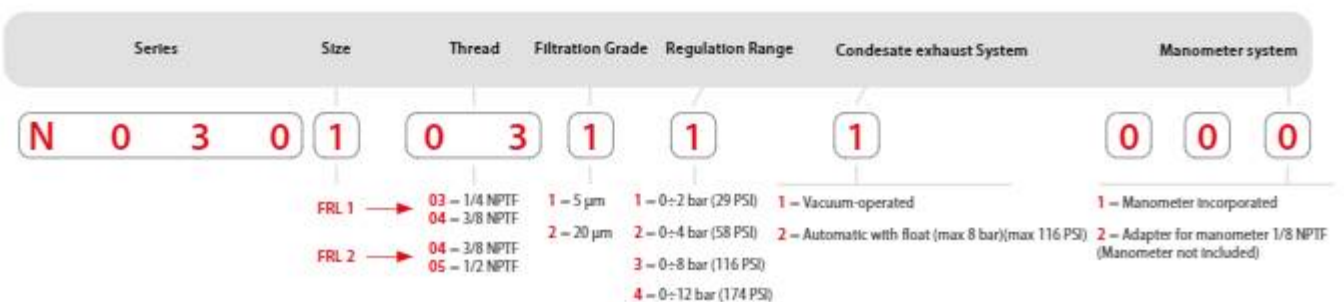 Series Size Thread Filtration Grade Regulation Range Condesate exhaust System Manometer system
N 0 3 0 1 0 3 1 1 1 0 0 0
FRL 1
03 – 1/4 NPTF
04 – 3/8 NPTF
FRL 2
04 – 3/8 NPTF
05 – 1/2 NPTF
1 – 5 µm
2 – 20 µm
1 – 0÷2 bar (29 PSI)
2 – 0÷4 bar (58 PSI)
3 – 0÷8 bar (116 PSI)
4 – 0÷12 bar (174 PSI)
1 – Vacuum-operated
2 – Automatic with float (max 8 bar)(max 116 PSI)
1 – Manometer incorporated
2 – Adapter for manometer 1/8 NPTF
(Manometer not included)